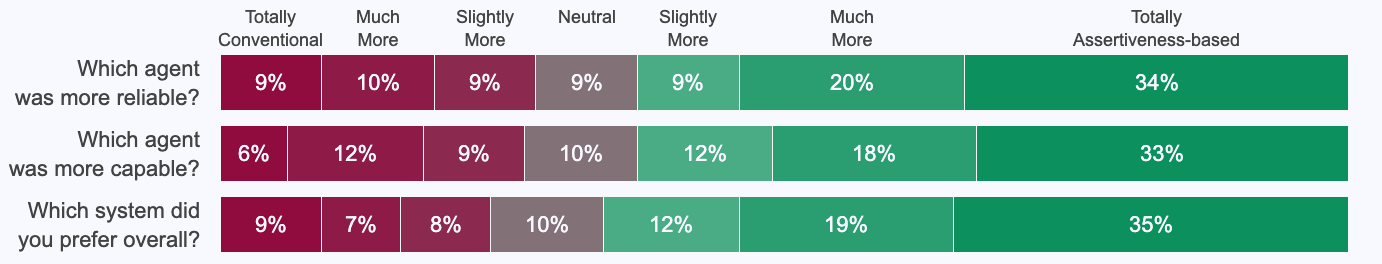 Totally Much Slightly Neutral Slightly Much Totally
Conventional More More More More Assertiveness-based
Which agent
was more reliable?
9% 10% 9% 9% 9% 20% 34%
Which agent
was more capable?
6% 12% 9% 10% 12% 18% 33%
Which system did
you prefer overall?
9% 7% 8% 10% 12% 19% 35%